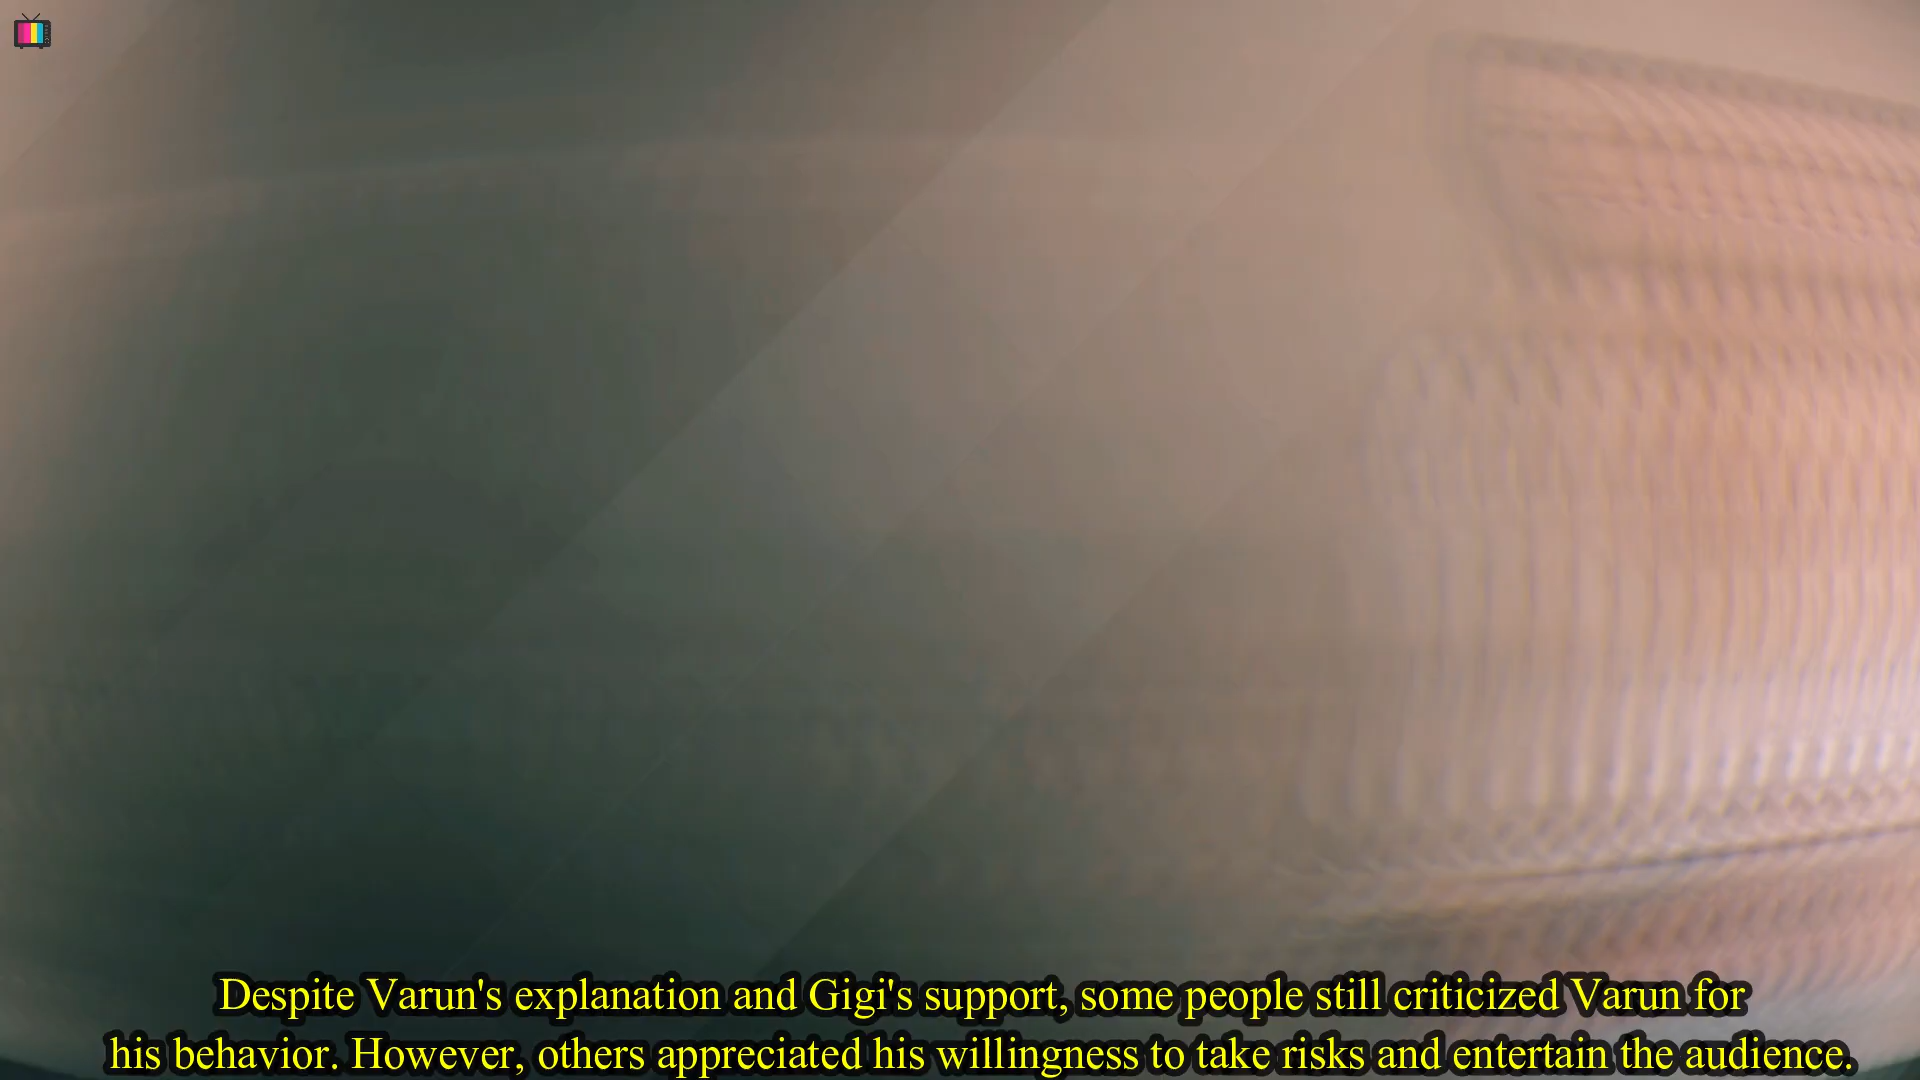 Despite Varun's explanation and Gigi's support, some people still criticized Varun for
his behavior. However, others appreciated his willingness to take risks and entertain the audience.